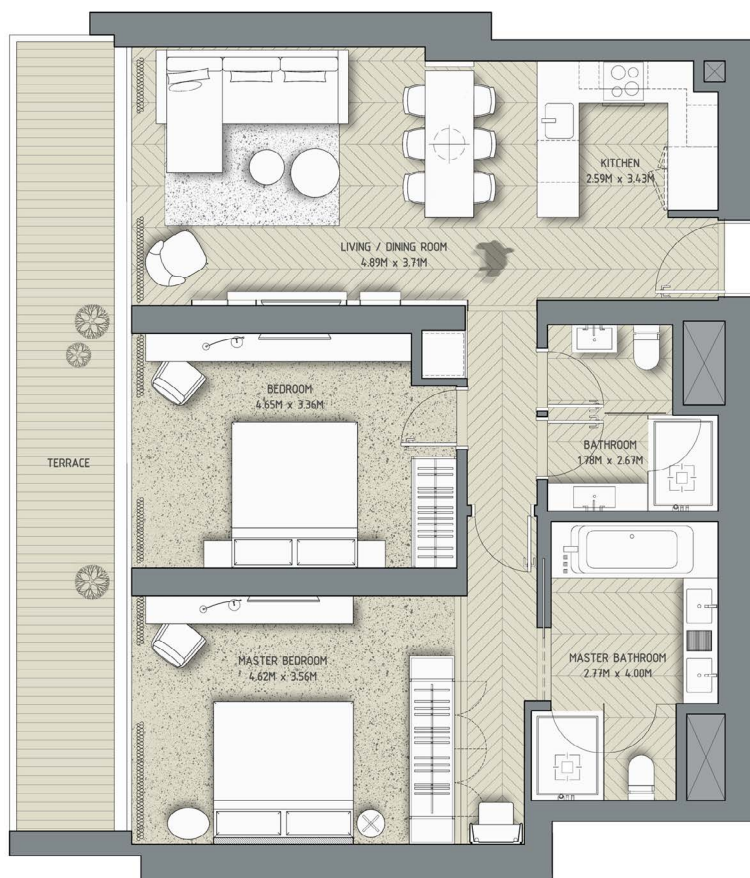 KITCHEN
2.59M x 3.43M
LIVING / DINING ROOM
4.89M x 3.71M
BEDROOM
4.65M x 3.36M
BATHROOM
1.78M x 2.67M
TERRACE
MASTER BEDROOM
4.62M x 3.56M
MASTER BATHROOM
2.77M x 4.00M